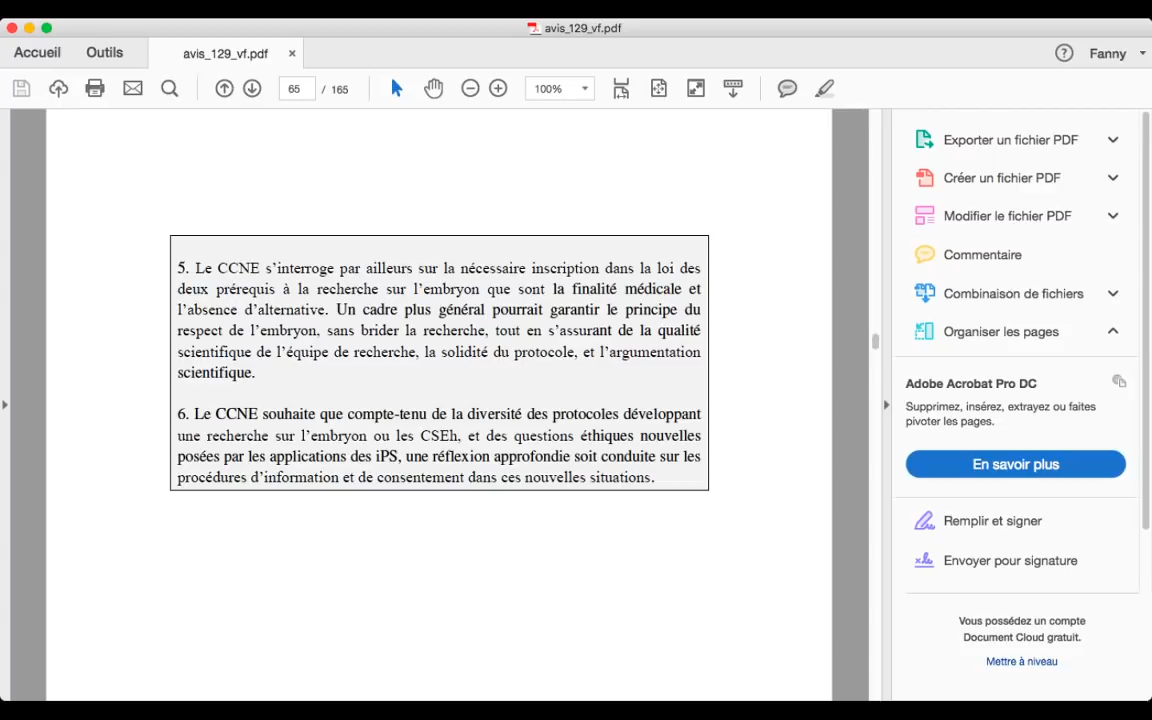 avis_129_vf.pdf
Accueil Outils avis_129_vf.pdf × ? Fanny
65 / 165 100%
5. Le CCNE s’interroge par ailleurs sur la nécessaire inscription dans la loi des
deux prérequis à la recherche sur l’embryon que sont la finalité médicale et
l’absence d’alternative. Un cadre plus général pourrait garantir le principe du
respect de l’embryon, sans brider la recherche, tout en s’assurant de la qualité
scientifique de l’équipe de recherche, la solidité du protocole, et l’argumentation
scientifique.
6. Le CCNE souhaite que compte-tenu de la diversité des protocoles développant
une recherche sur l’embryon ou les CSEh, et des questions éthiques nouvelles
posées par les applications des iPS, une réflexion approfondie soit conduite sur les
procédures d’information et de consentement dans ces nouvelles situations.
Exporter un fichier PDF
Créer un fichier PDF
Modifier le fichier PDF
Commentaire
Combinaison de fichiers
Organiser les pages
Adobe Acrobat Pro DC
Supprimez, insérez, extrayez ou faites
pivoter les pages.
En savoir plus
Remplir et signer
Envoyer pour signature
Vous possédez un compte
Document Cloud gratuit.
Mettre à niveau